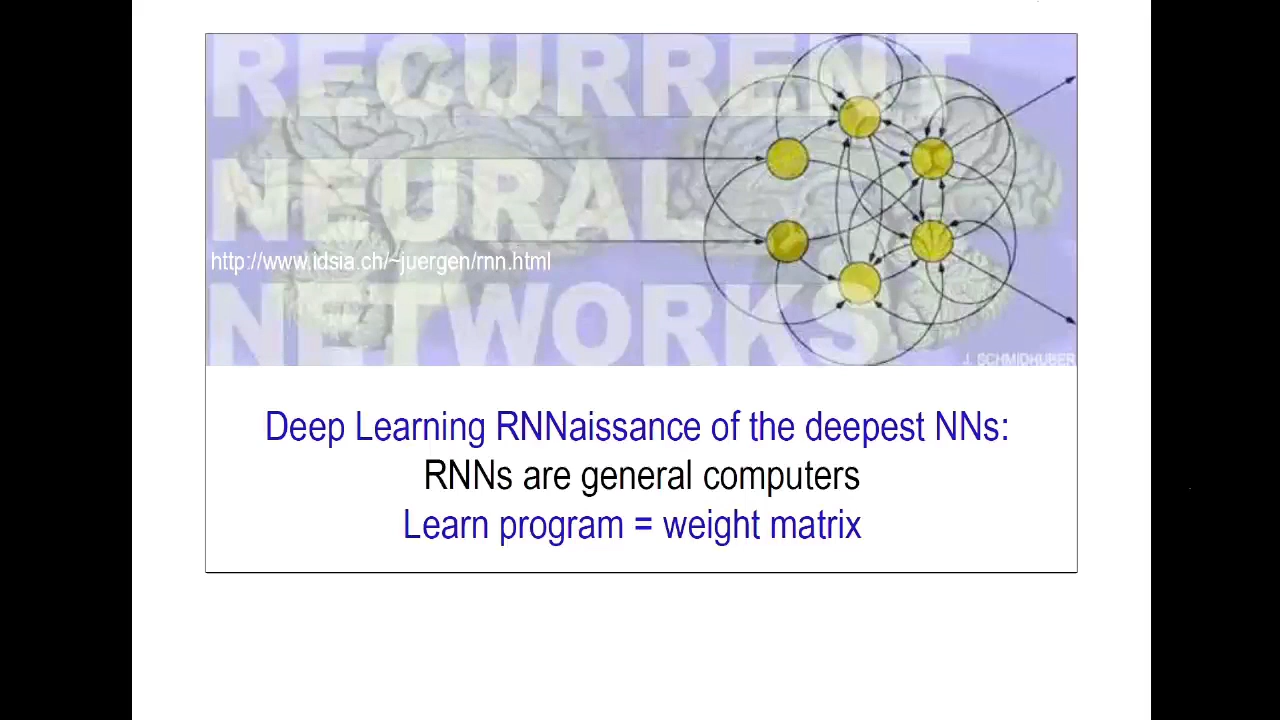 RECURRENT
NEURAL
http://www.idsia.ch/~juergen/rnn.html
NETWORKS
J. SCHMIDHUBER
Deep Learning RNNaissance of the deepest NNs:
RNNs are general computers
Learn program = weight matrix